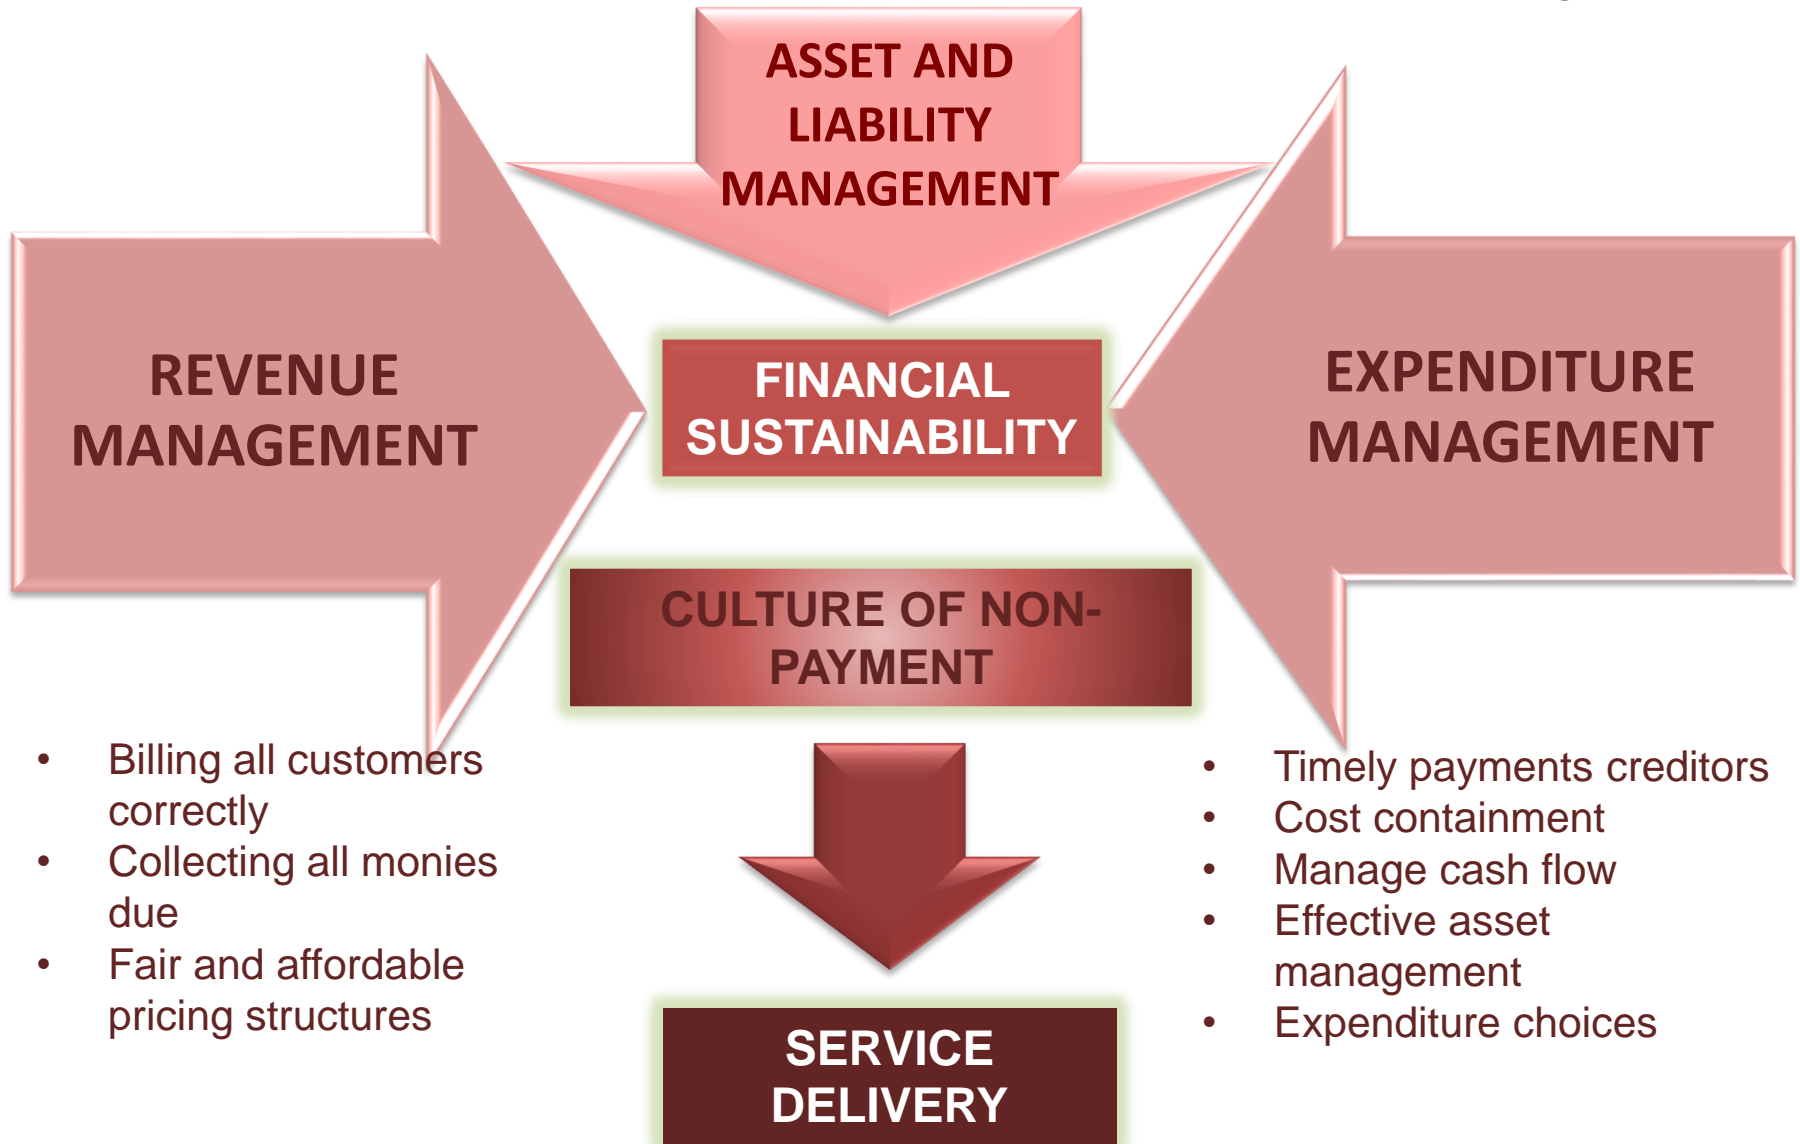 ASSET AND
LIABILITY
MANAGEMENT
REVENUE
MANAGEMENT
FINANCIAL
SUSTAINABILITY
EXPENDITURE
MANAGEMENT
CULTURE OF NON-
PAYMENT
• Billing all customers
correctly
• Collecting all monies
due
• Fair and affordable
pricing structures
• Timely payments creditors
• Cost containment
• Manage cash flow
• Effective asset
management
• Expenditure choices
SERVICE
DELIVERY